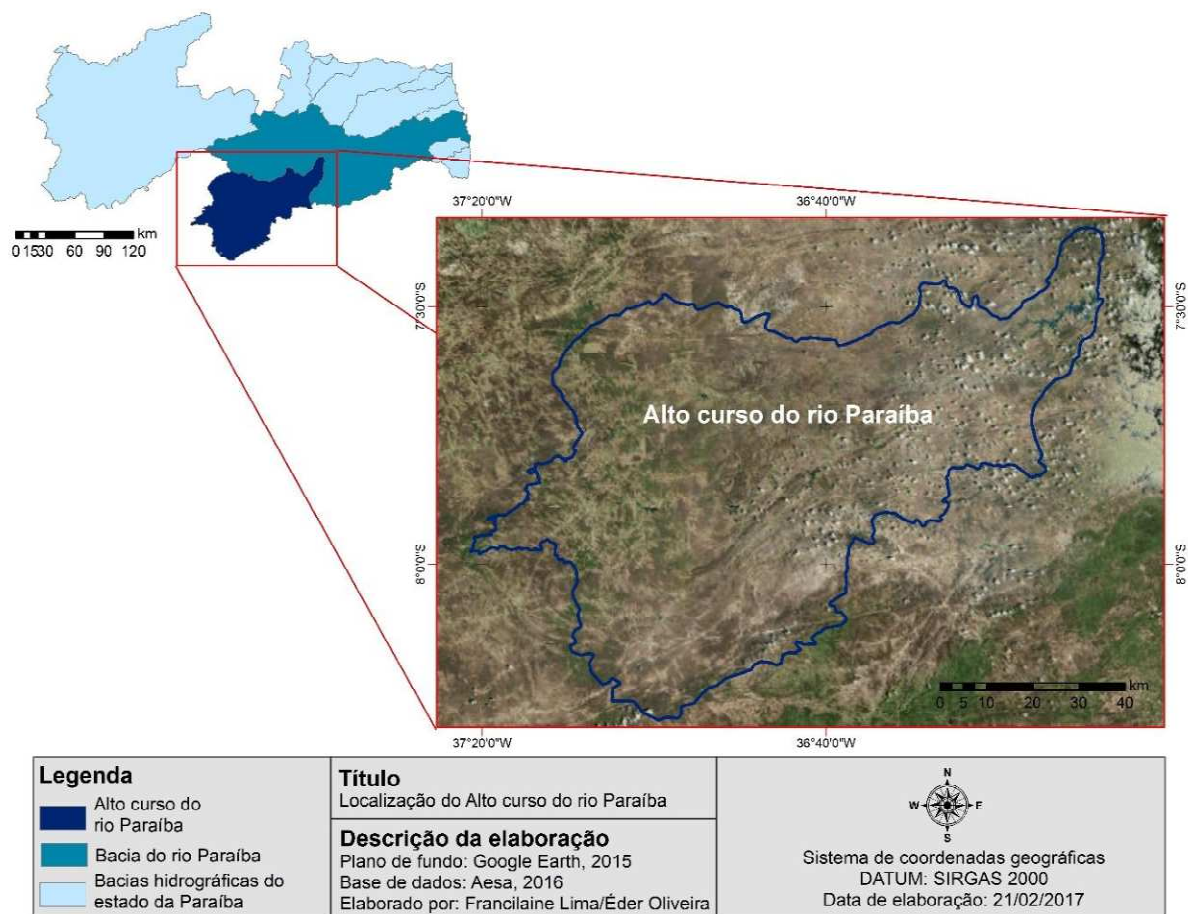 km
0 15 30 60 90 120
37°20'0"W 36°40'0"W
7°30'0"S 7°30'0"S
Alto curso do rio Paraíba
8°0'0"S 8°0'0"S
km
0 5 10 20 30 40
37°20'0"W 36°40'0"W
Legenda
Alto curso do
rio Paraíba
Bacia do rio Paraíba
Bacias hidrográficas do
estado da Paraíba
Título
Localização do Alto curso do rio Paraíba
Descrição da elaboração
Plano de fundo: Google Earth, 2015
Base de dados: Aesa, 2016
Elaborado por: Francilaine Lima/Éder Oliveira
N
W E
S
Sistema de coordenadas geográficas
DATUM: SIRGAS 2000
Data de elaboração: 21/02/2017